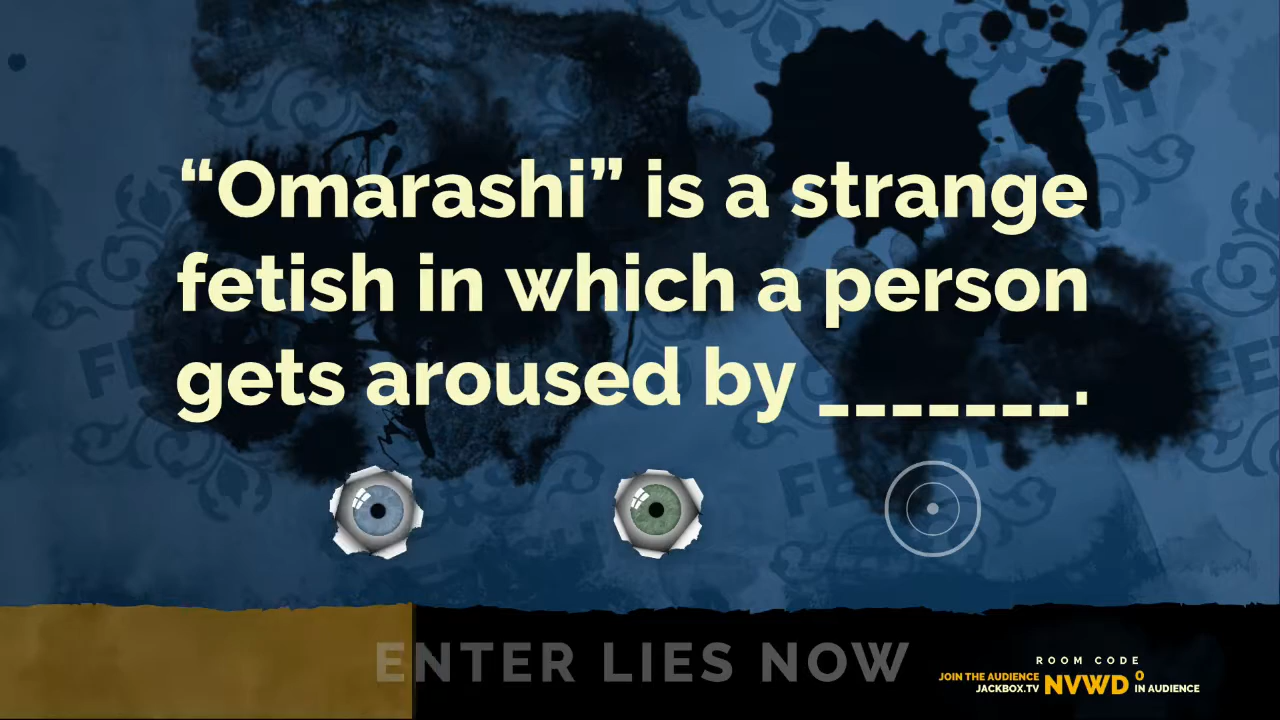 “Omarashi” is a strange
fetish in which a person
gets aroused by _______.
ENTER LIES NOW
ROOM CODE
JOIN THE AUDIENCE
JACKBOX.TV
NVWD
0
IN AUDIENCE
FETISH